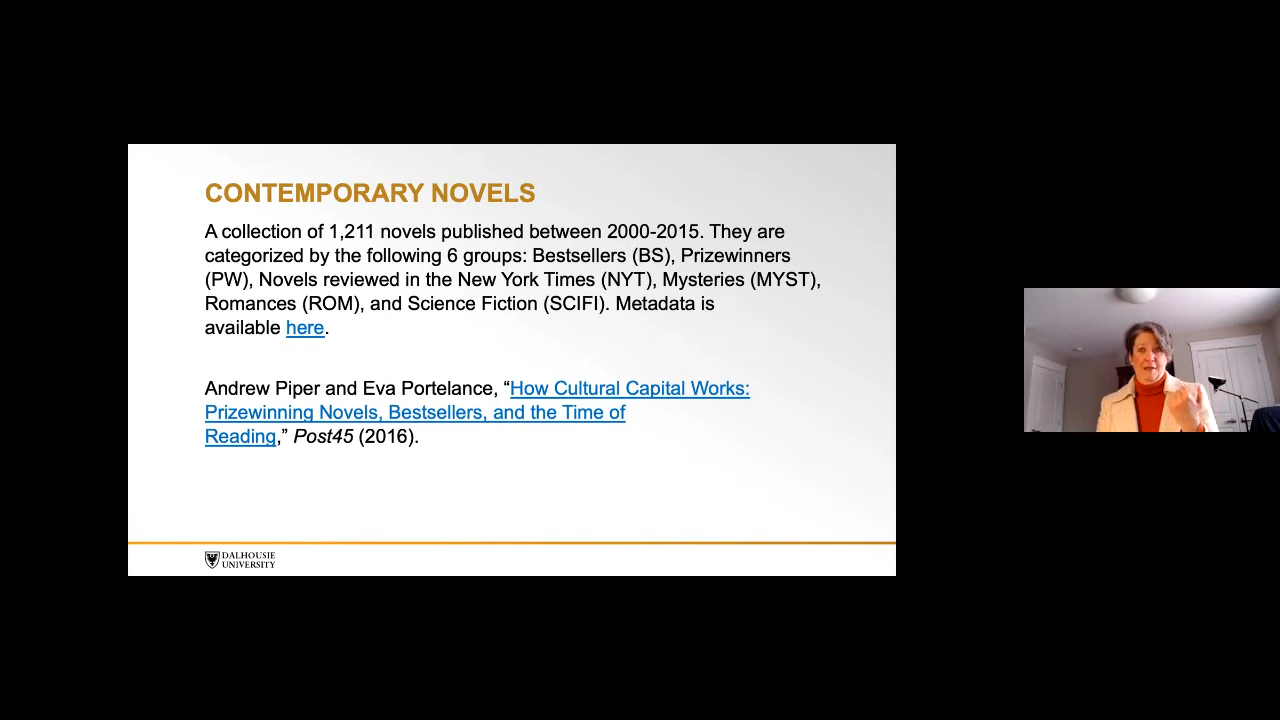 CONTEMPORARY NOVELS
A collection of 1,211 novels published between 2000-2015. They are
categorized by the following 6 groups: Bestsellers (BS), Prizewinners
(PW), Novels reviewed in the New York Times (NYT), Mysteries (MYST),
Romances (ROM), and Science Fiction (SCIFI). Metadata is
available here.
Andrew Piper and Eva Portelance, “How Cultural Capital Works:
Prizewinning Novels, Bestsellers, and the Time of
Reading,” Post45 (2016).
DALHOUSIE
UNIVERSITY